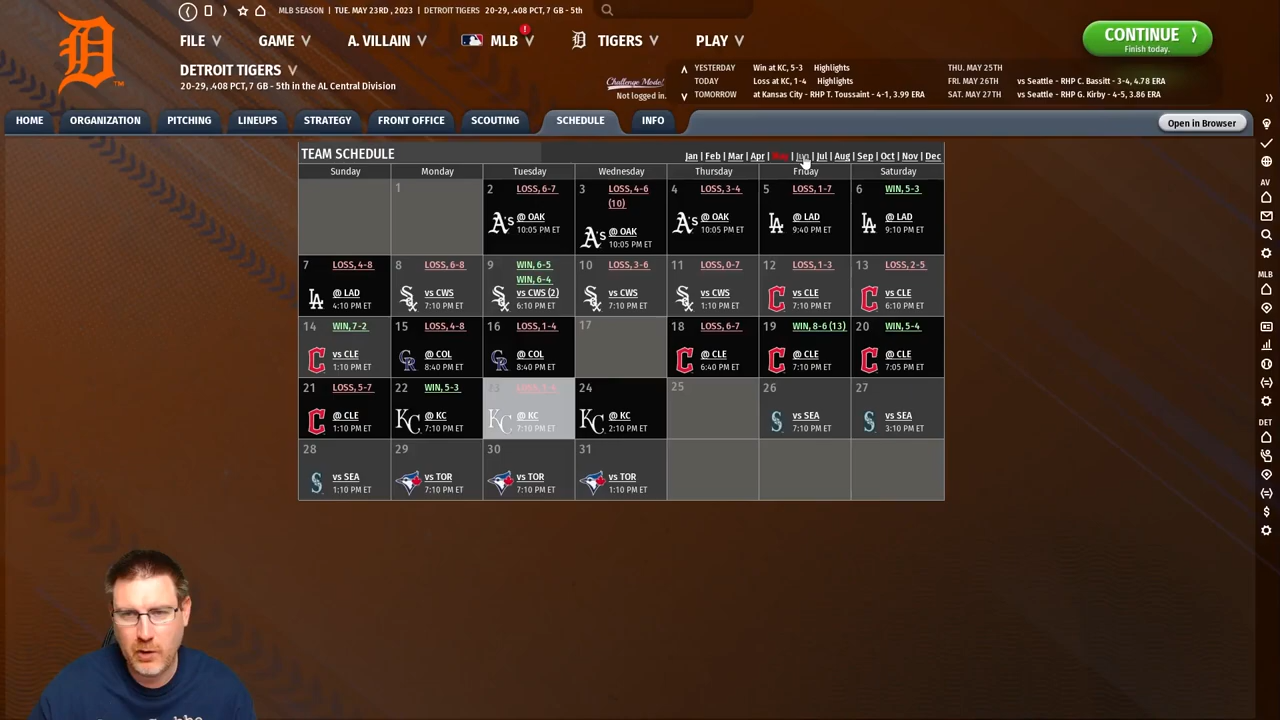 MLB SEASON | TUE. MAY 23RD, 2023 | DETROIT TIGERS 20-29, .408 PCT, 7 GB - 5th
FILE GAME A. VILLAIN MLB TIGERS PLAY
CONTINUE
Finish today.
DETROIT TIGERS
20-29, .408 PCT, 7 GB - 5th in the AL Central Division
Challenge Mode!
Not logged in.
YESTERDAY Win at KC, 5-3 Highlights THU. MAY 25TH
TODAY Loss at KC, 1-4 Highlights FRI. MAY 26TH vs Seattle - RHP C. Bassitt - 3-4, 4.78 ERA
TOMORROW at Kansas City - RHP T. Toussaint - 4-1, 3.99 ERA SAT. MAY 27TH vs Seattle - RHP G. Kirby - 4-5, 3.86 ERA
HOME ORGANIZATION PITCHING LINEUPS STRATEGY FRONT OFFICE SCOUTING SCHEDULE INFO
Open in Browser
TEAM SCHEDULE
Jan | Feb | Mar | Apr | May | Jun | Jul | Aug | Sep | Oct | Nov | Dec
Sunday Monday Tuesday Wednesday Thursday Friday Saturday
1 2 LOSS, 6-7 3 LOSS, 4-6 4 LOSS, 3-4 5 LOSS, 1-7 6 WIN, 5-3
(10)
@ OAK @ OAK @ OAK @ LAD @ LAD
10:05 PM ET 10:05 PM ET 10:05 PM ET 9:40 PM ET 9:10 PM ET
7 LOSS, 4-8 8 LOSS, 6-8 9 WIN, 6-5 10 LOSS, 3-6 11 LOSS, 0-7 12 LOSS, 1-3 13 LOSS, 2-5
WIN, 6-4
@ LAD vs CWS vs CWS (2) vs CWS vs CWS vs CLE vs CLE
4:10 PM ET 7:10 PM ET 6:10 PM ET 7:10 PM ET 1:10 PM ET 7:10 PM ET 6:10 PM ET
14 WIN, 7-2 15 LOSS, 4-8 16 LOSS, 1-4 17 18 LOSS, 6-7 19 WIN, 8-6 (13) 20 WIN, 5-4
vs CLE @ COL @ COL @ CLE @ CLE @ CLE
1:10 PM ET 8:40 PM ET 8:40 PM ET 6:40 PM ET 7:10 PM ET 7:05 PM ET
21 LOSS, 5-7 22 WIN, 5-3 23 LOSS, 1-4 24 25 26 27
@ CLE @ KC @ KC @ KC vs SEA vs SEA
1:10 PM ET 7:10 PM ET 7:10 PM ET 2:10 PM ET 7:10 PM ET 3:10 PM ET
28 29 30 31
vs SEA vs TOR vs TOR vs TOR
1:10 PM ET 7:10 PM ET 7:10 PM ET 1:10 PM ET
AV
MLB
DET